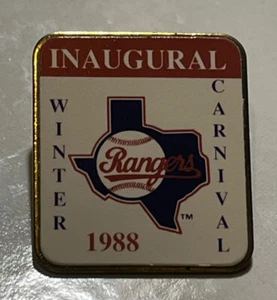 INAUGURAL
WINTER
CARNIVAL
Rangers
TM
1988